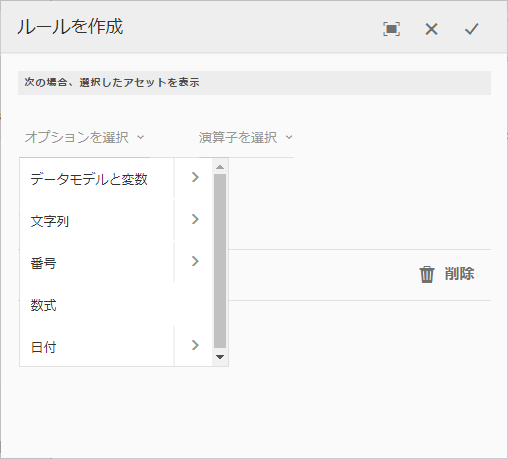 ルールを作成
次の場合、選択したアセットを表示
オプションを選択 演算子を選択
データモデルと変数
文字列
番号
削除
数式
日付